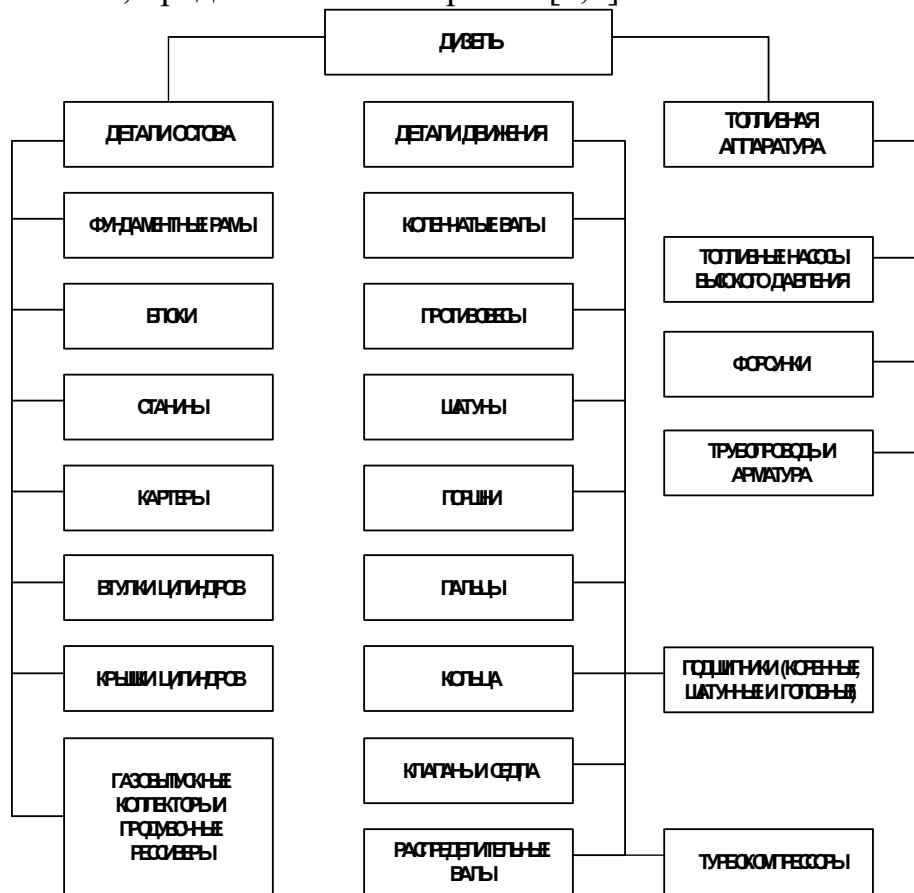 ДИЗЕЛЬ
ДЕТАЛИ ОСТОВА
ФУНДАМЕНТНЫЕ РАМЫ
БЛОКИ
СТАНИНЫ
КАРТЕРЫ
ВТУЛКИ ЦИЛИНДРОВ
КРЫШКИ ЦИЛИНДРОВ
ГАЗОВЫПУСКНЫЕ
КОЛЛЕКТОРЫ И
ПРОДУВОЧНЫЕ
РЕССИВЕРЫ
ДЕТАЛИ ДВИЖЕНИЯ
КОЛЕНЧАТЫЕ ВАЛЫ
ПРОТИВОВЕСЫ
ШАТУНЫ
ПОРШНИ
ПАЛЬЦЫ
КОЛЬЦА
КЛАПАНЫ И СЕДЛА
РАСПРЕДЕЛИТЕЛЬНЫЕ
ВАЛЫ
ТОПЛИВНАЯ
АППАРАТУРА
ТОПЛИВНЫЕ НАСОСЫ
ВЫСОКОГО ДАВЛЕНИЯ
ФОРСУНКИ
ТРУБОПРОВОДЫ И
АРМАТУРА
ПОДШИПНИКИ (КОРЕННЫЕ,
ШАТУННЫЕ И ГОЛОВНЫЕ)
ТУРБОКОМПРЕССОРЫ